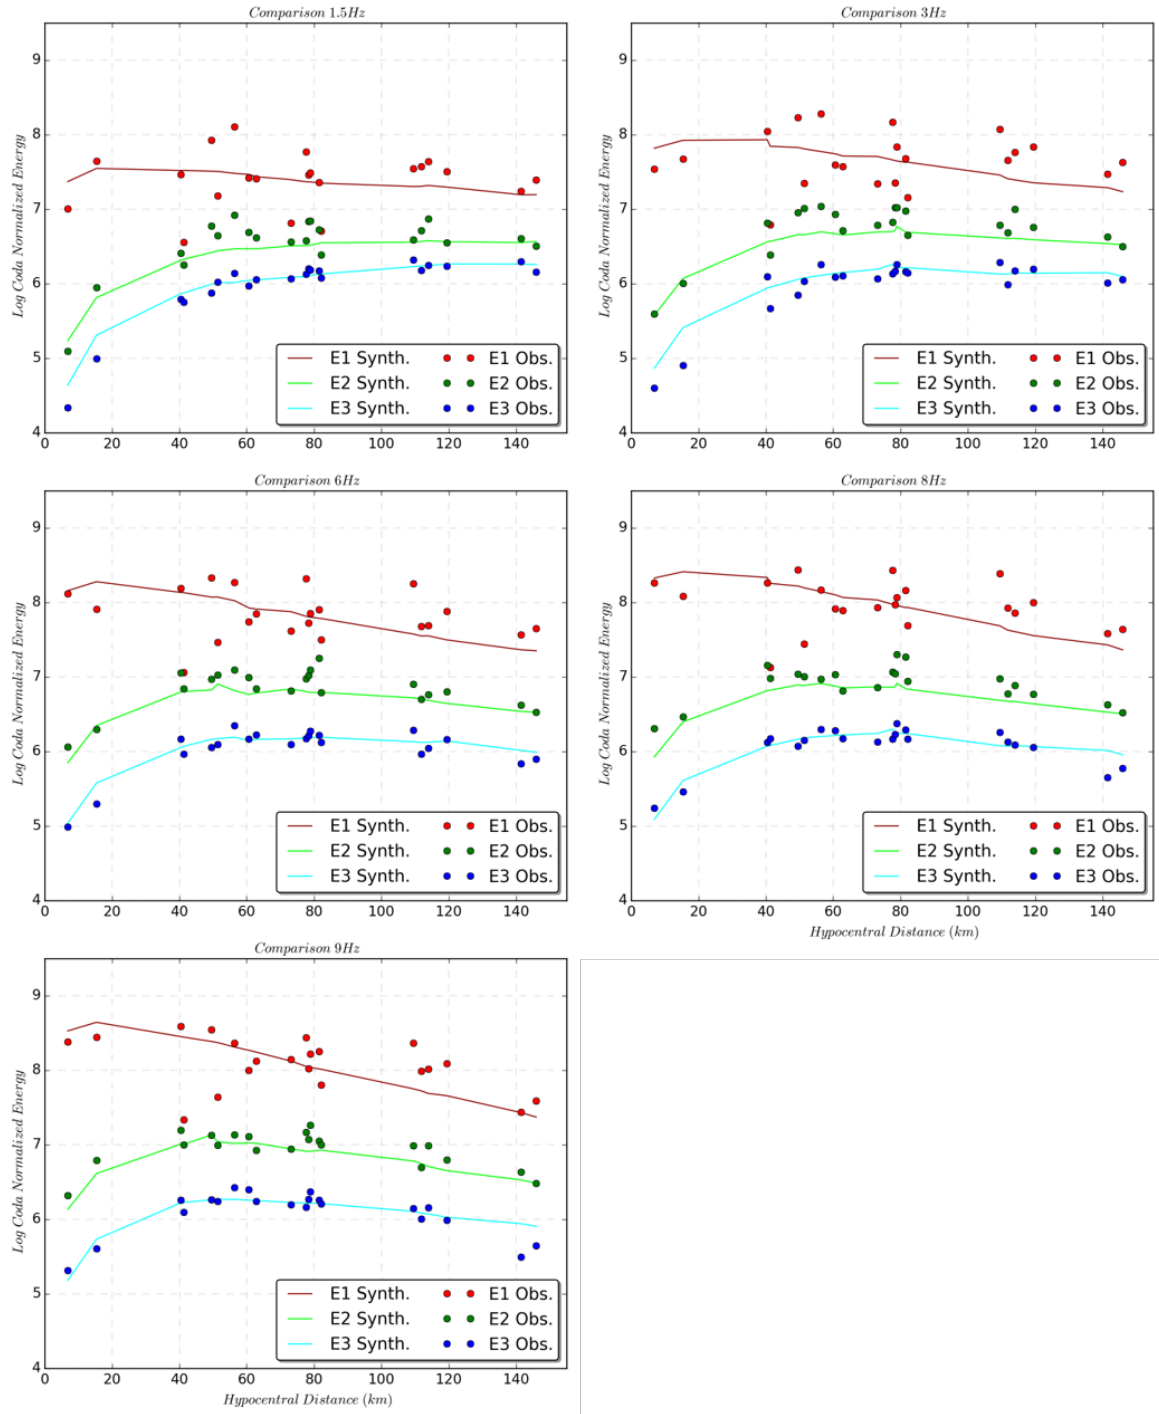 Comparison 1.5Hz
Log Coda Normalized Energy
9
8
7
6
5
4
0 20 40 60 80 100 120 140
E1 Synth. E1 Obs.
E2 Synth. E2 Obs.
E3 Synth. E3 Obs.
Comparison 3Hz
Log Coda Normalized Energy
9
8
7
6
5
4
0 20 40 60 80 100 120 140
E1 Synth. E1 Obs.
E2 Synth. E2 Obs.
E3 Synth. E3 Obs.
Comparison 6Hz
Log Coda Normalized Energy
9
8
7
6
5
4
0 20 40 60 80 100 120 140
E1 Synth. E1 Obs.
E2 Synth. E2 Obs.
E3 Synth. E3 Obs.
Comparison 8Hz
Log Coda Normalized Energy
9
8
7
6
5
4
0 20 40 60 80 100 120 140
Hypocentral Distance (km)
E1 Synth. E1 Obs.
E2 Synth. E2 Obs.
E3 Synth. E3 Obs.
Comparison 9Hz
Log Coda Normalized Energy
9
8
7
6
5
4
0 20 40 60 80 100 120 140
Hypocentral Distance (km)
E1 Synth. E1 Obs.
E2 Synth. E2 Obs.
E3 Synth. E3 Obs.